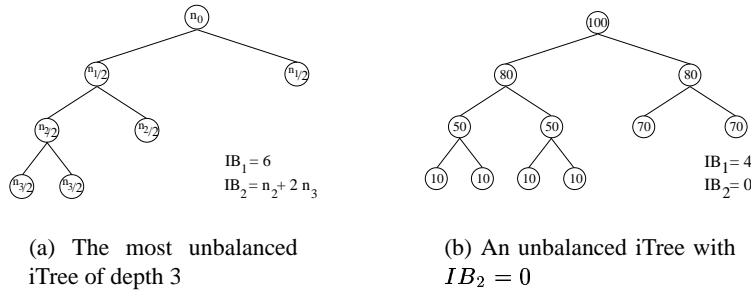 n0
100
n1/2 n1/2
80 80
n2/2 n2/2
50 50 70 70
n3/2 n3/2
10 10 10 10
IB1 = 6
IB2 = n2 + 2 n3
IB1 = 4
IB2 = 0
(a) The most unbalanced
iTree of depth 3
(b) An unbalanced iTree with
IB2 = 0